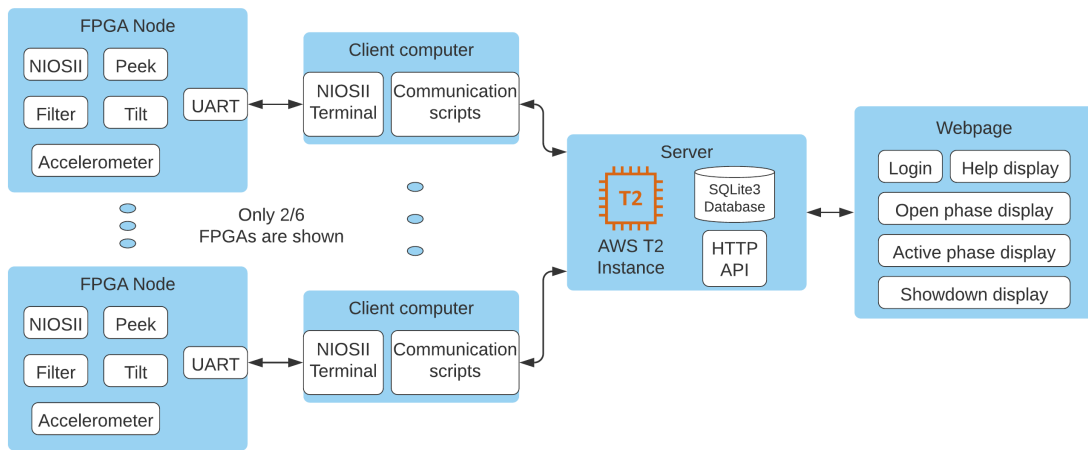 FPGA Node
NIOSII
Peek
Filter
Tilt
UART
Accelerometer
Client computer
NIOSII
Terminal
Communication
scripts
Only 2/6
FPGAs are shown
FPGA Node
NIOSII
Peek
Filter
Tilt
UART
Accelerometer
Client computer
NIOSII
Terminal
Communication
scripts
Server
T2
AWS T2
Instance
SQLite3
Database
HTTP
API
Webpage
Login
Help display
Open phase display
Active phase display
Showdown display